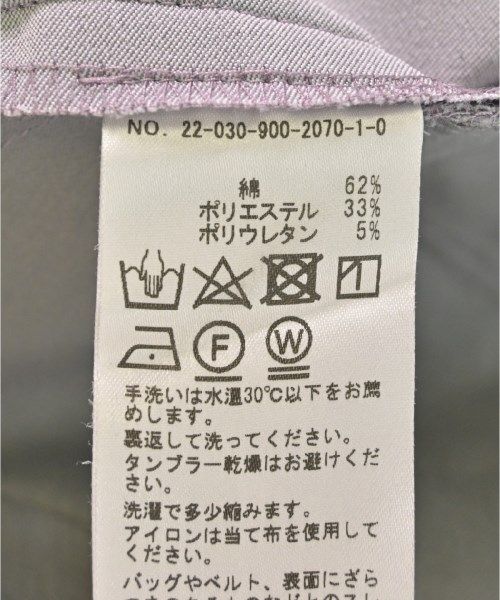 NO. 22-030-900-2070-1-0
綿 62%
ポリエステル 33%
ポリウレタン 5%
F W
手洗いは水温30℃以下をお薦
めします。
裏返して洗ってください。
タンブラー乾燥はお避けくだ
さい。
洗濯で多少縮みます。
アイロンは当て布を使用して
ください。
バッグやベルト、表面にざら